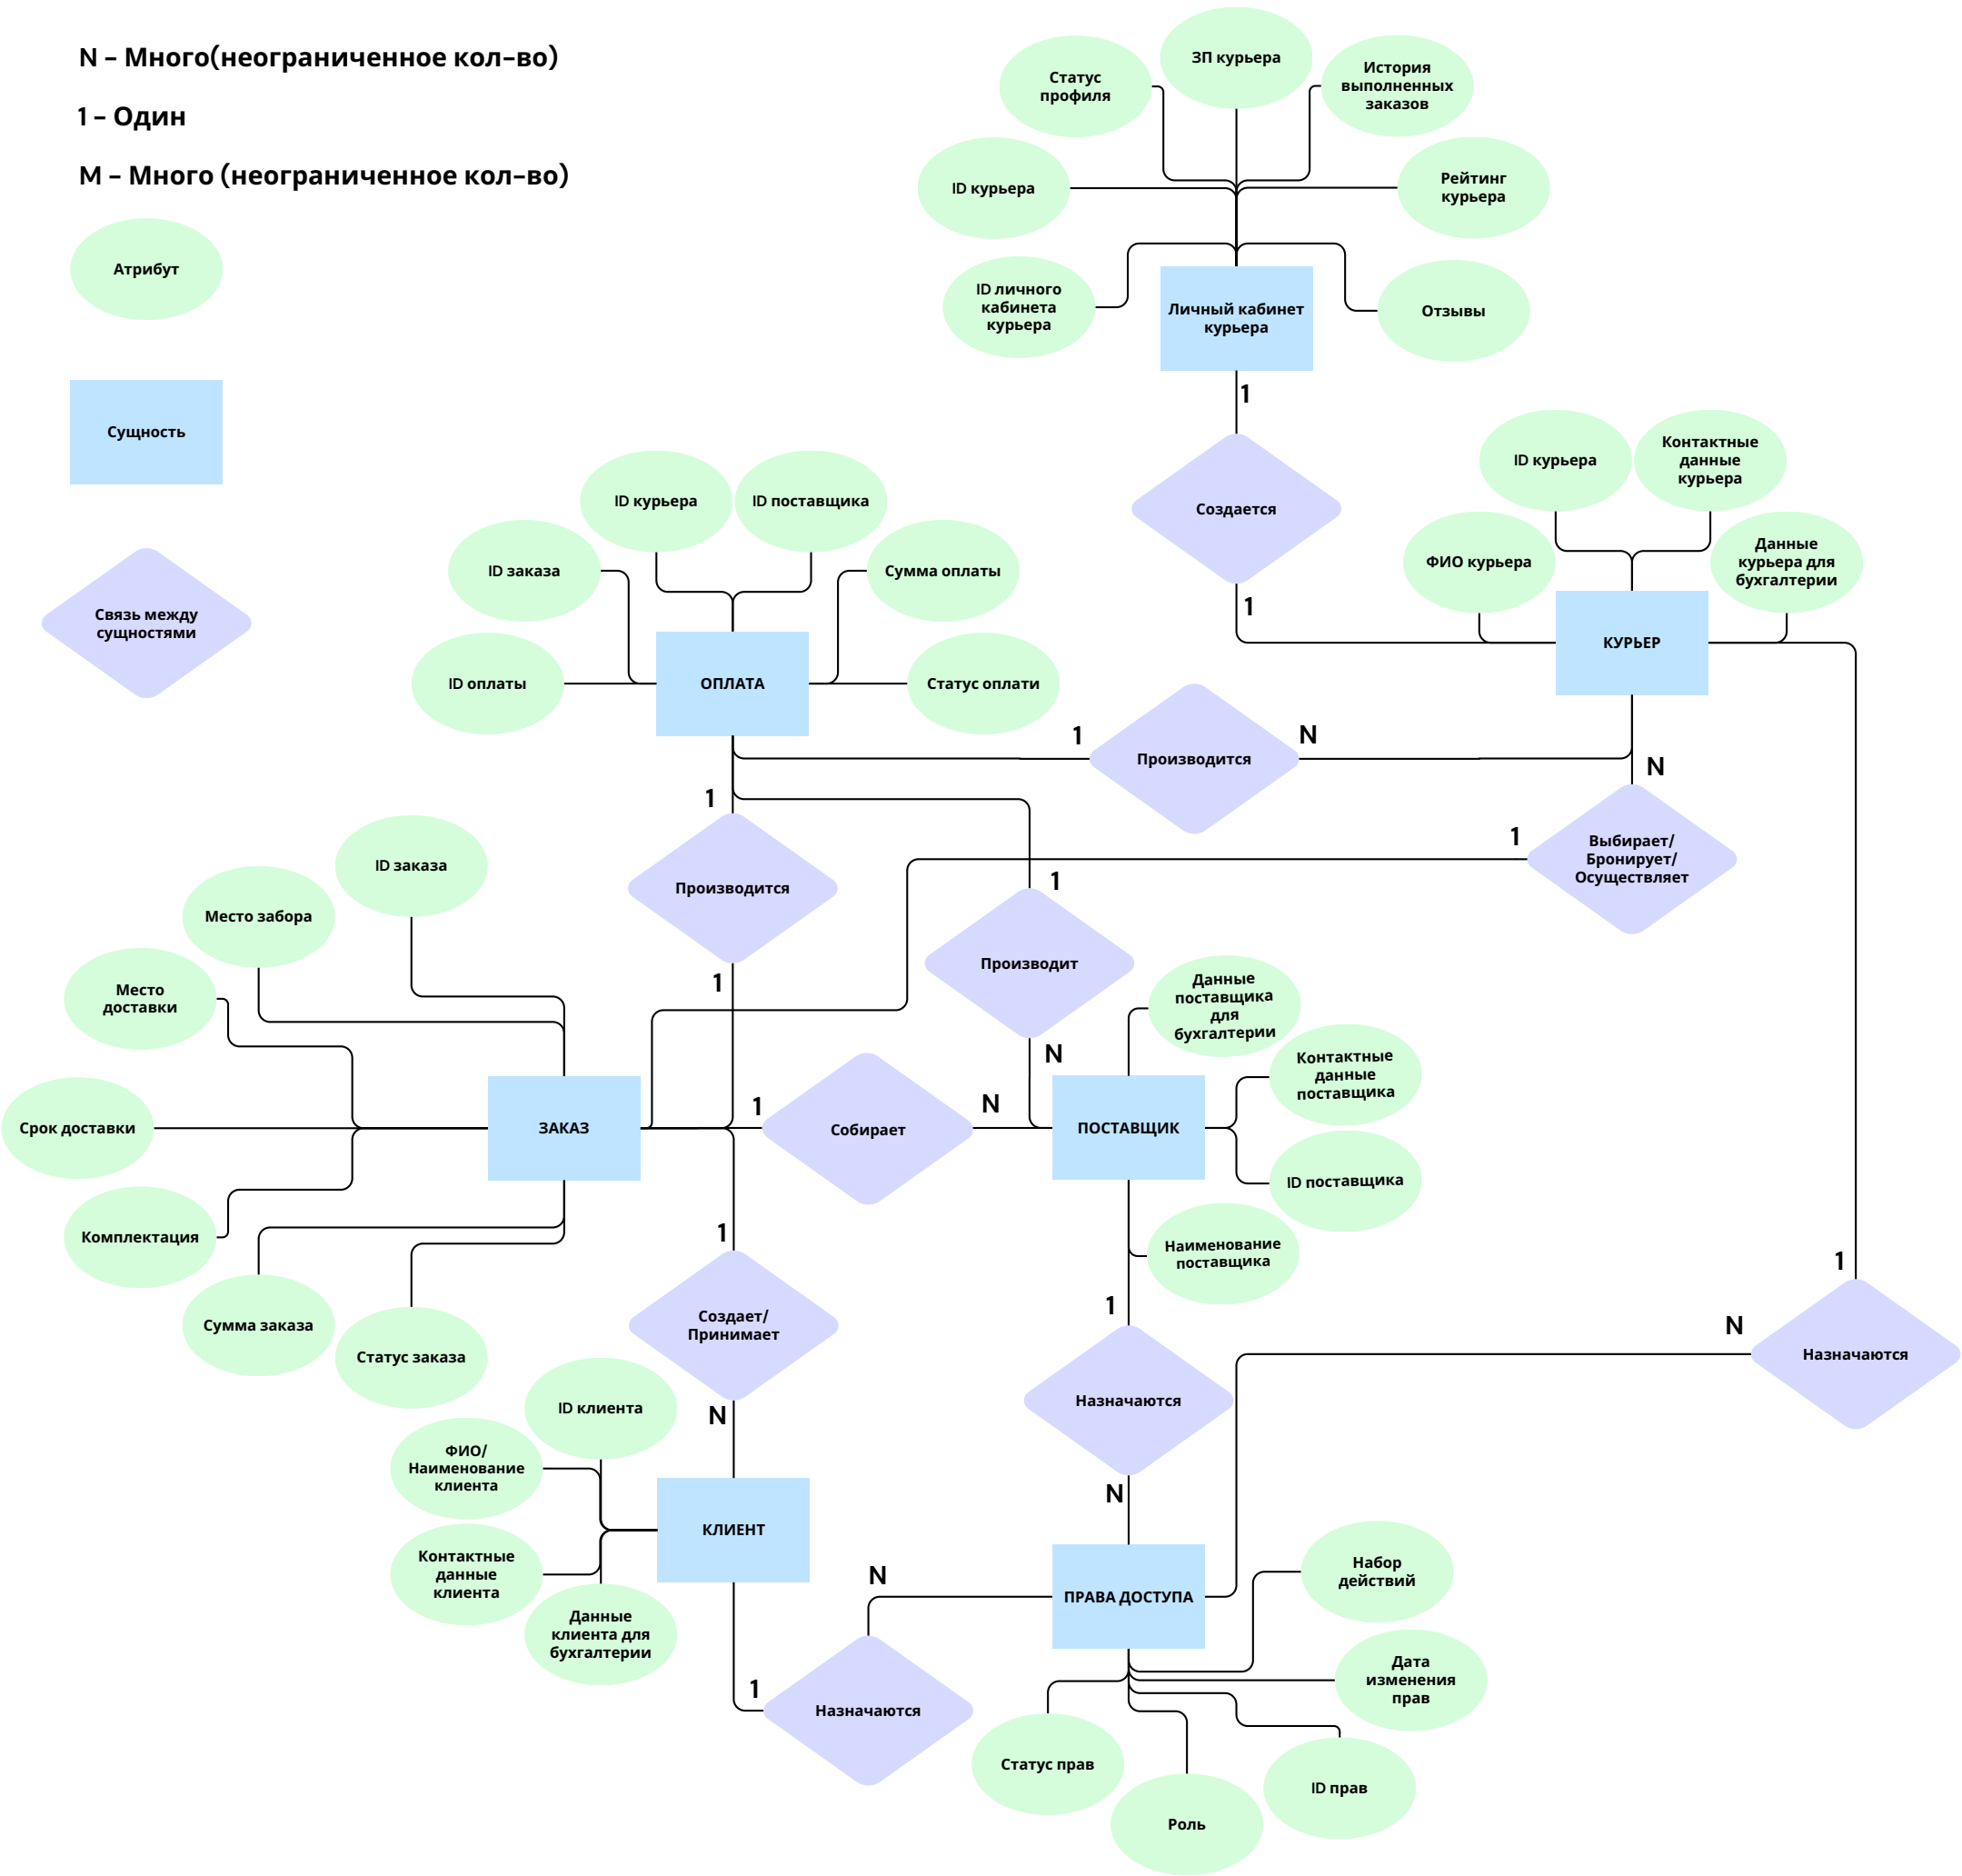 N – Много(неограниченное кол-во)
1 – Один
M – Много (неограниченное кол-во)
Атрибут
Сущность
Связь между
сущностями
ЗП курьера
Статус
профиля
История
выполненных
заказов
ID курьера
Рейтинг
курьера
ID личного
кабинета
курьера
Личный кабинет
курьера
Отзывы
1
Создается
1
ID курьера
Контактные
данные
курьера
ФИО курьера
Данные
курьера для
бухгалтерии
КУРЬЕР
ID курьера
ID поставщика
ID заказа
Сумма оплаты
ID оплаты
ОПЛАТА
Статус оплати
1
Производится
N
N
1
Выбирает/
Бронирует/
Осуществляет
1
Производится
1
1
Производит
N
ID заказа
Место забора
Место
доставки
Срок доставки
ЗАКАЗ
Комплектация
Сумма заказа
Статус заказа
1
Собирает
N
Данные
поставщика
для
бухгалтерии
Контактные
данные
поставщика
ПОСТАВЩИК
ID поставщика
Наименование
поставщика
1
Создает/
Принимает
N
1
Назначаются
N
1
N
Назначаются
ID клиента
ФИО/
Наименование
клиента
КЛИЕНТ
Контактные
данные
клиента
Данные
клиента для
бухгалтерии
N
1
Назначаются
ПРАВА ДОСТУПА
Набор
действий
Дата
изменения
прав
Статус прав
ID прав
Роль